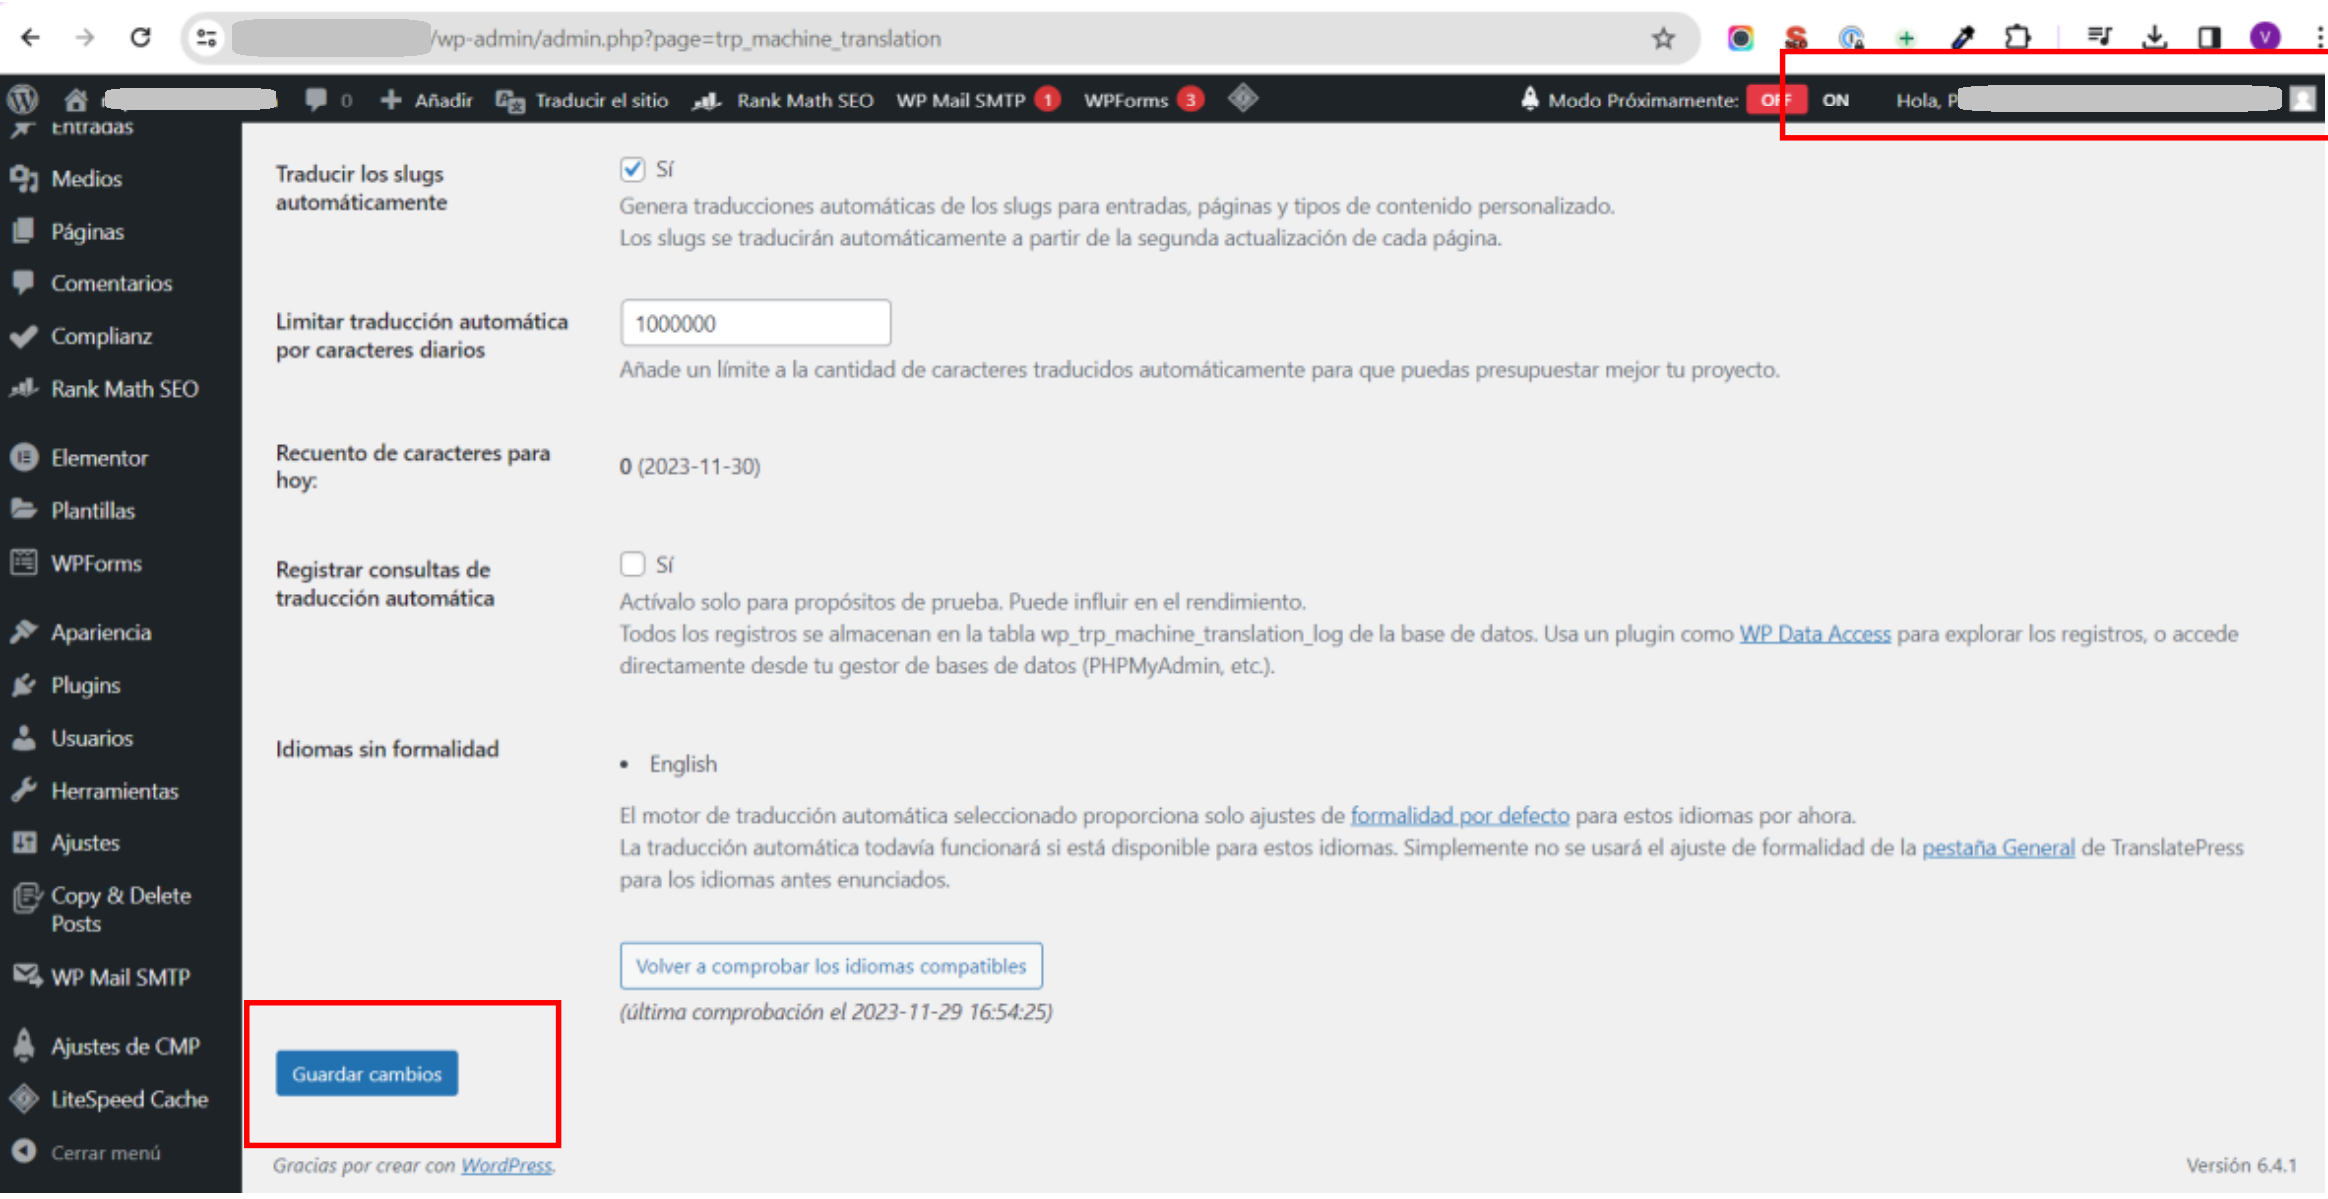 /wp-admin/admin.php?page=trp_machine_translation
V
0 Añadir Traducir el sitio Rank Math SEO WP Mail SMTP 1 WPForms 3 Modo Próximamente: OFF ON Hola, P
Entradas
Medios
Páginas
Comentarios
Complianz
Rank Math SEO
Elementor
Plantillas
WPForms
Apariencia
Plugins
Usuarios
Herramientas
Ajustes
Copy & Delete
Posts
WP Mail SMTP
Ajustes de CMP
LiteSpeed Cache
Cerrar menú
Traducir los slugs
automáticamente
Sí
Genera traducciones automáticas de los slugs para entradas, páginas y tipos de contenido personalizado.
Los slugs se traducirán automáticamente a partir de la segunda actualización de cada página.
Limitar traducción automática
por caracteres diarios
1000000
Añade un límite a la cantidad de caracteres traducidos automáticamente para que puedas presupuestar mejor tu proyecto.
Recuento de caracteres para
hoy:
0 (2023-11-30)
Registrar consultas de
traducción automática
Sí
Actívalo solo para propósitos de prueba. Puede influir en el rendimiento.
Todos los registros se almacenan en la tabla wp_trp_machine_translation_log de la base de datos. Usa un plugin como WP Data Access para explorar los registros, o accede
directamente desde tu gestor de bases de datos (PHPMyAdmin, etc.).
Idiomas sin formalidad
• English
El motor de traducción automática seleccionado proporciona solo ajustes de formalidad por defecto para estos idiomas por ahora.
La traducción automática todavía funcionará si está disponible para estos idiomas. Simplemente no se usará el ajuste de formalidad de la pestaña General de TranslatePress
para los idiomas antes enunciados.
Volver a comprobar los idiomas compatibles
(última comprobación el 2023-11-29 16:54:25)
Guardar cambios
Gracias por crear con WordPress.
Versión 6.4.1